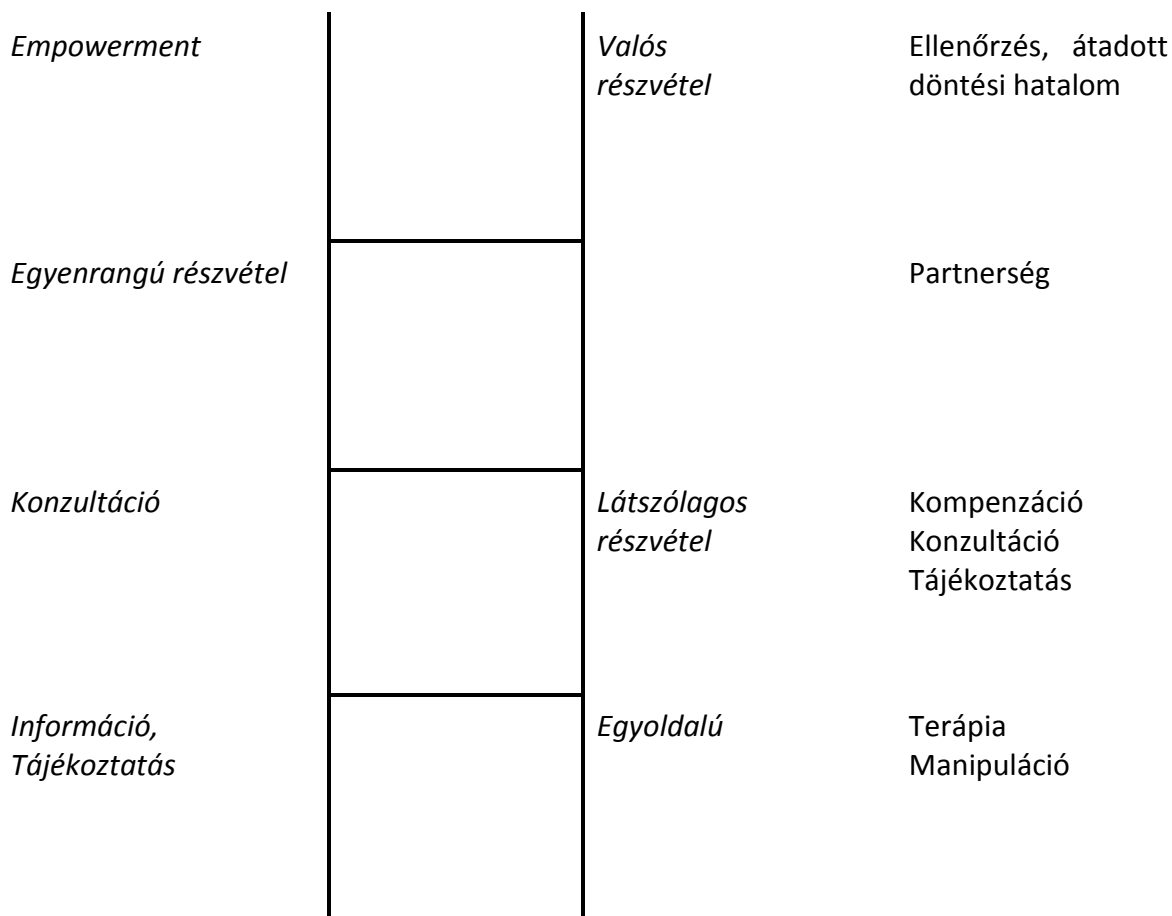 Empowerment
Valós
részvétel
Ellenőrzés, átadott
döntési hatalom
Egyenrangú részvétel
Partnerség
Konzultáció
Látszólagos
részvétel
Kompenzáció
Konzultáció
Tájékoztatás
Információ,
Tájékoztatás
Egyoldalú
Terápia
Manipuláció